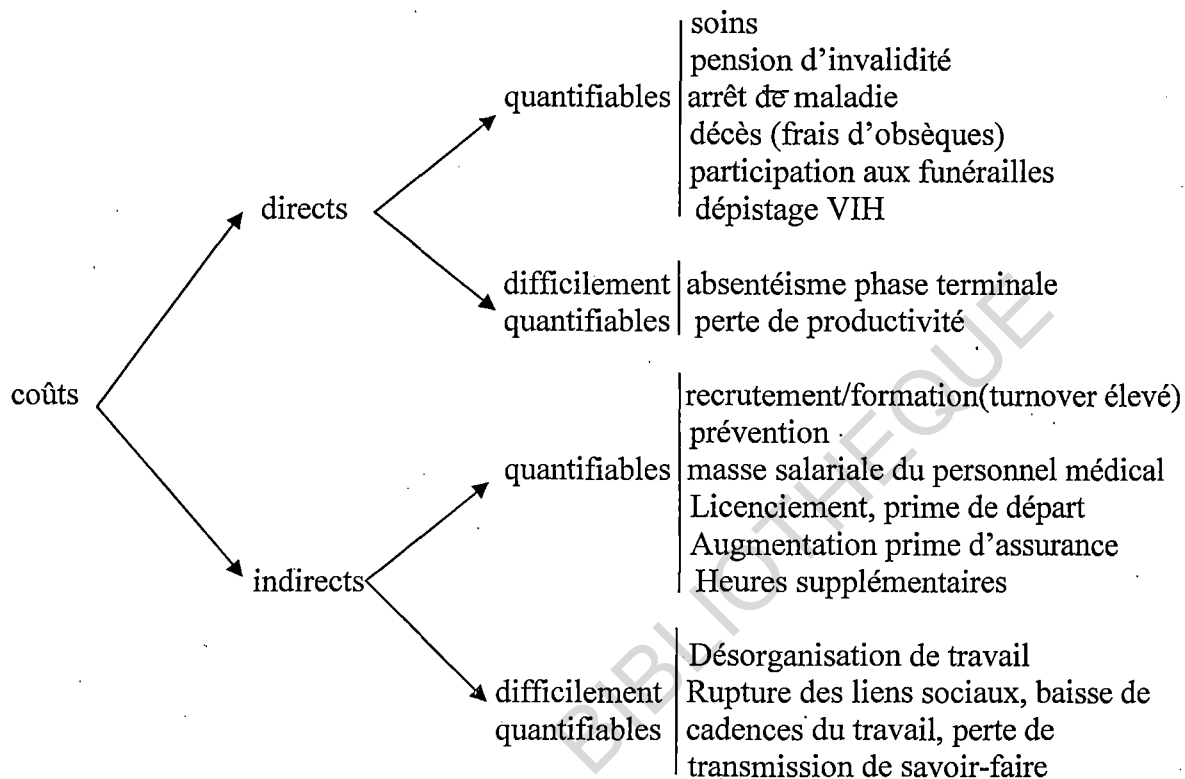 soins
pension d'invalidité
quantifiables arrêt de maladie
décès (frais d'obsèques)
participation aux funérailles
directs
dépistage VIH
difficilement absentéisme phase terminale
quantifiables perte de productivité
coûts
recrutement/formation(turnover élevé)
prévention
quantifiables masse salariale du personnel médical
Licenciement, prime de départ
Augmentation prime d'assurance
indirects
Heures supplémentaires
Désorganisation de travail
difficilement Rupture des liens sociaux, baisse de
quantifiables cadences du travail, perte de
transmission de savoir-faire
BIBLIOTHEQUE